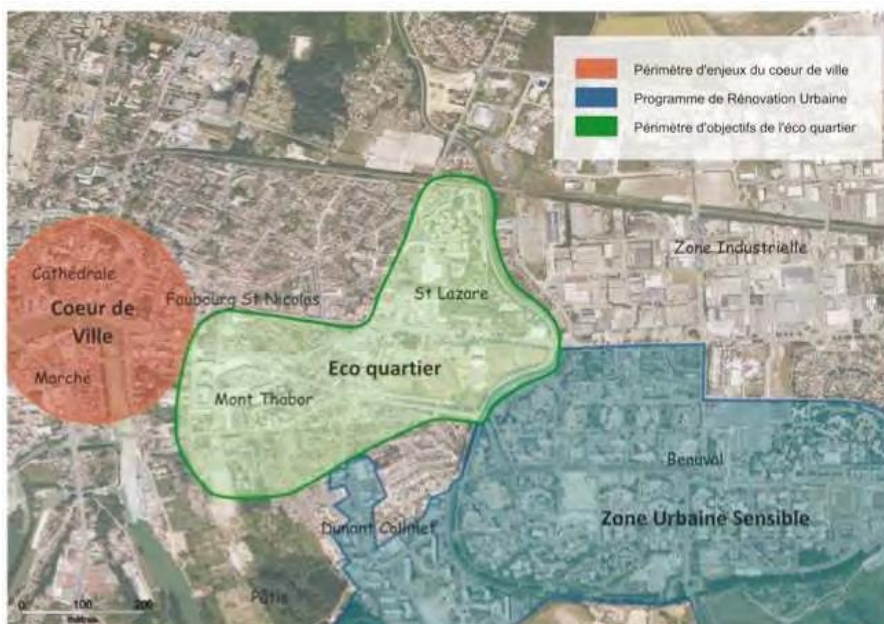 Périmètre d'enjeux du coeur de ville
Programme de Rénovation Urbaine
Périmètre d'objectifs de l'éco quartier
Zone Industrielle
Cathédrale
Coeur de
Ville
Marché
Faubourg St Nicolas
St Lazare
Eco quartier
Mont Thabor
Beauval
Zone Urbaine Sensible
Dunant Colinet
Pâtis
0 100 200
mètres